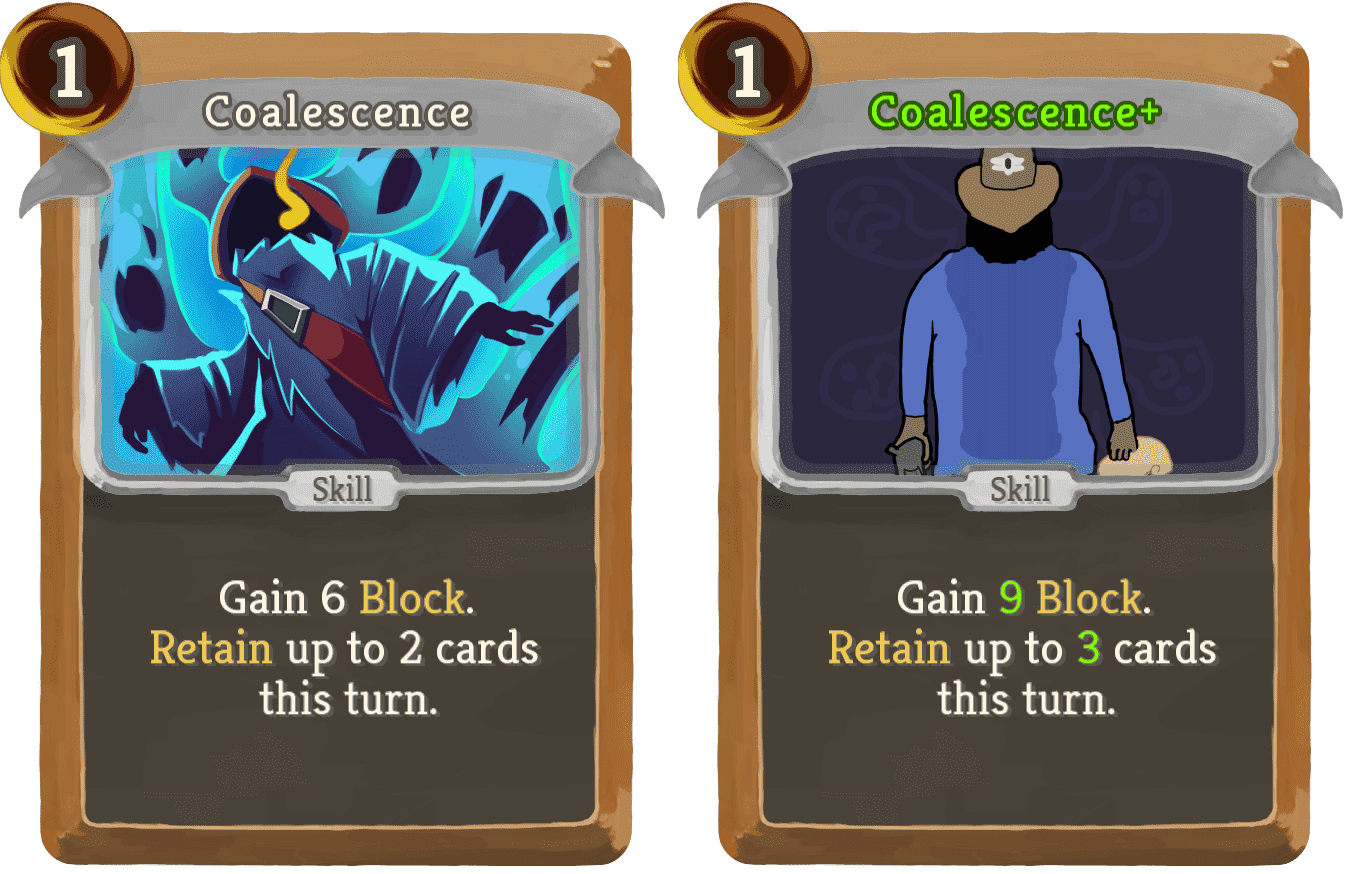 1
Coalescence
Skill
Gain 6 Block.
Retain up to 2 cards
this turn.
1
Coalescence+
Skill
Gain 9 Block.
Retain up to 3 cards
this turn.